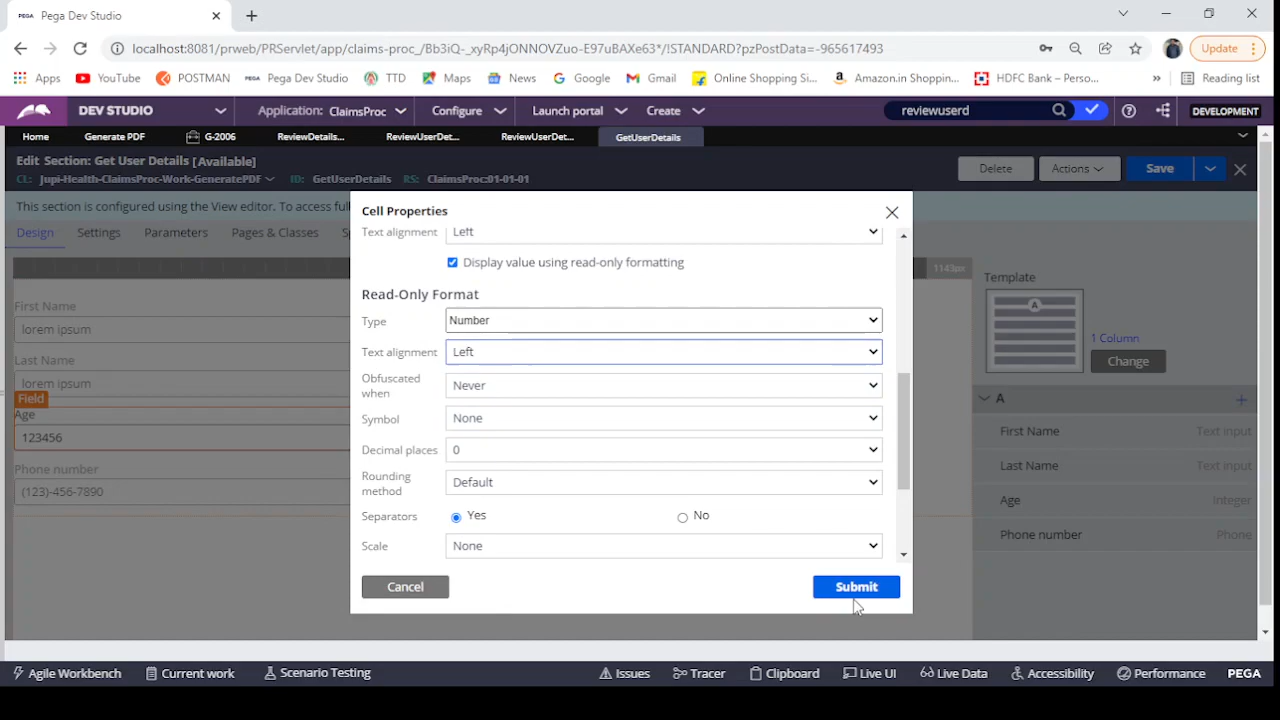 PEGA Pega Dev Studio
localhost:8081/prweb/PRServlet/app/claims-proc_/Bb3iQ-_xyRp4jONNOVZuo-E97uBAXe63*/!STANDARD?pzPostData=-965617493 Update
Apps YouTube POSTMAN PEGA Pega Dev Studio TTD Maps News Google Gmail Online Shopping Si... Amazon.in Shoppin... HDFC Bank – Perso... » Reading list
DEV STUDIO Application: ClaimsProc Configure Launch portal Create reviewuserd DEVELOPMENT
Home Generate PDF G-2006 ReviewDetails... ReviewUserDet... ReviewUserDet... GetUserDetails
Edit Section: Get User Details [Available] Delete Actions Save
CL: Jupi-Health-ClaimsProc-Work-GeneratePDF ID: GetUserDetails RS: ClaimsProc:01-01-01
This section is configured using the View editor. To access ful
Design Settings Parameters Pages & Classes
1143px
Template
A
1 Column
Change
A
First Name Text input
Last Name Text input
Age Integer
Phone number Phone
First Name
lorem ipsum
Last Name
lorem ipsum
Field
Age
123456
Phone number
(123)-456-7890
Cell Properties
Text alignment Left
Display value using read-only formatting
Read-Only Format
Type Number
Text alignment Left
Obfuscated
when Never
Symbol None
Decimal places 0
Rounding
method Default
Separators Yes No
Scale None
Cancel Submit
Agile Workbench Current work Scenario Testing Issues Tracer Clipboard Live UI Live Data Accessibility Performance PEGA